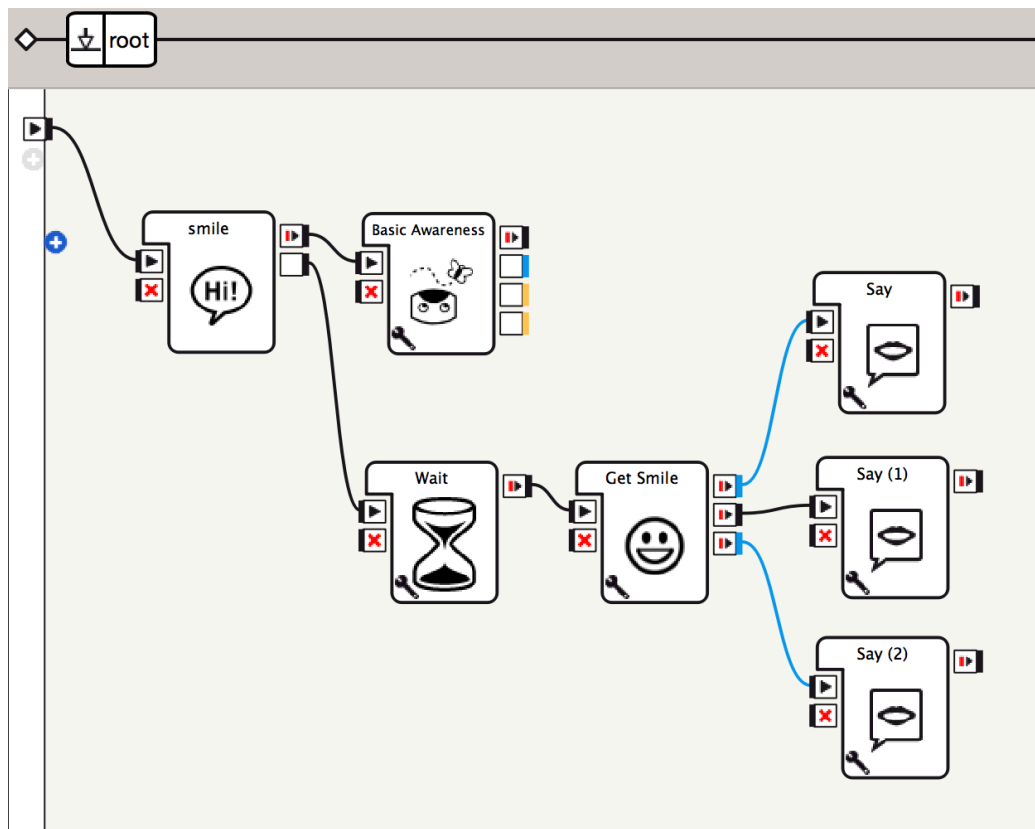 root
smile
Hi!
Basic Awareness
Say
Wait
Get Smile
Say (1)
Say (2)